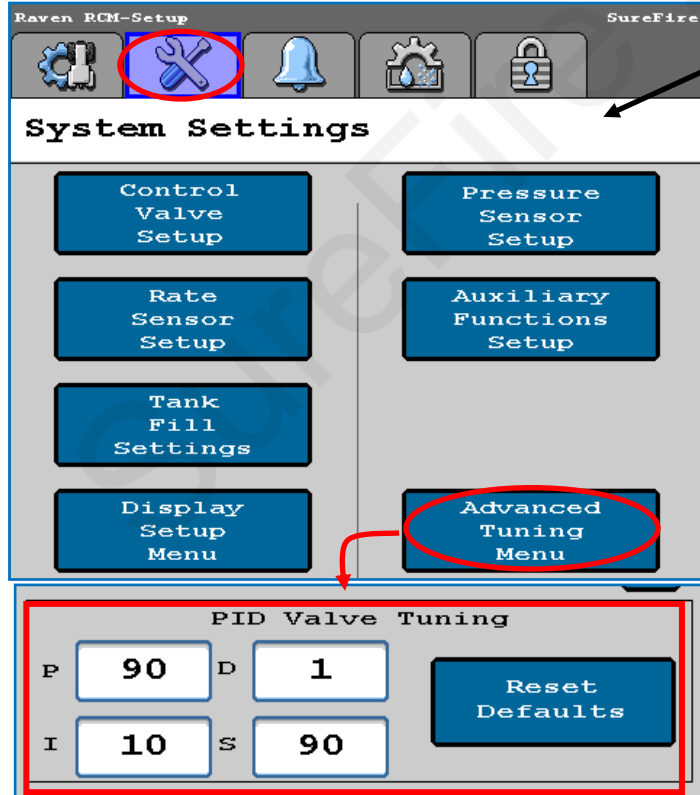 Raven RCM-Setup SureFire
System Settings
Control
Valve
Setup
Pressure
Sensor
Setup
Rate
Sensor
Setup
Auxiliary
Functions
Setup
Tank
Fill
Settings
Display
Setup
Menu
Advanced
Tuning
Menu
PID Valve Tuning
P 90 D 1
I 10 S 90
Reset
Defaults
SureFire